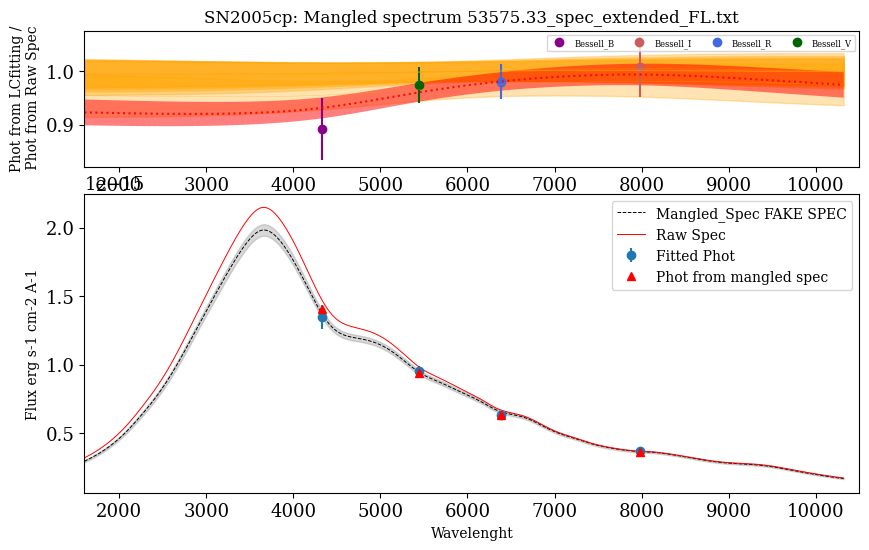 SN2005cp: Mangled spectrum 53575.33_spec_extended_FL.txt
Phot from LCfitting /
Phot from Raw Spec
Bessell_B Bessell_I Bessell_R Bessell_V
1.0
0.9
2000 3000 4000 5000 6000 7000 8000 9000 10000
1e−15
Flux erg s-1 cm-2 A-1
2.0
1.5
1.0
0.5
Mangled_Spec FAKE SPEC
Raw Spec
Fitted Phot
Phot from mangled spec
2000 3000 4000 5000 6000 7000 8000 9000 10000
Wavelenght